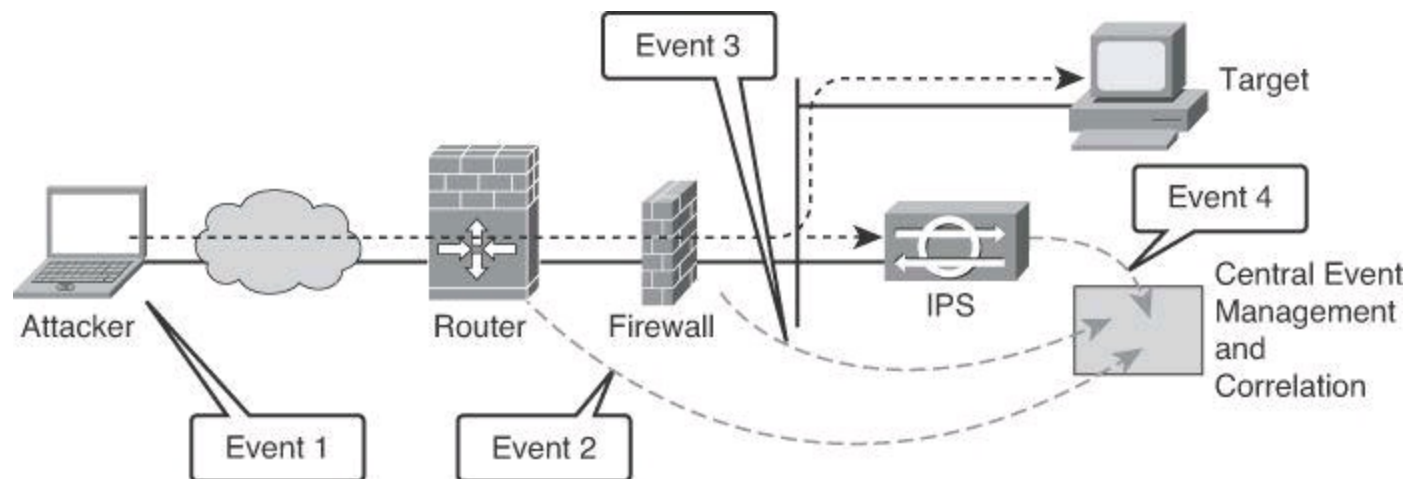 Event 3
Target
Event 4
Attacker
Router
Firewall
IPS
Central Event
Management
and
Correlation
Event 1
Event 2